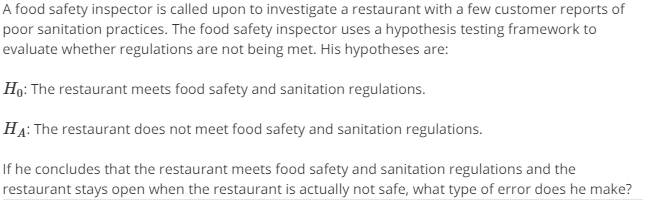 A food safety inspector is called upon to investigate a restaurant with a few customer reports of
poor sanitation practices. The food safety inspector uses a hypothesis testing framework to
evaluate whether regulations are not being met. His hypotheses are:
H₀: The restaurant meets food safety and sanitation regulations.
H_A: The restaurant does not meet food safety and sanitation regulations.
If he concludes that the restaurant meets food safety and sanitation regulations and the
restaurant stays open when the restaurant is actually not safe, what type of error does he make?